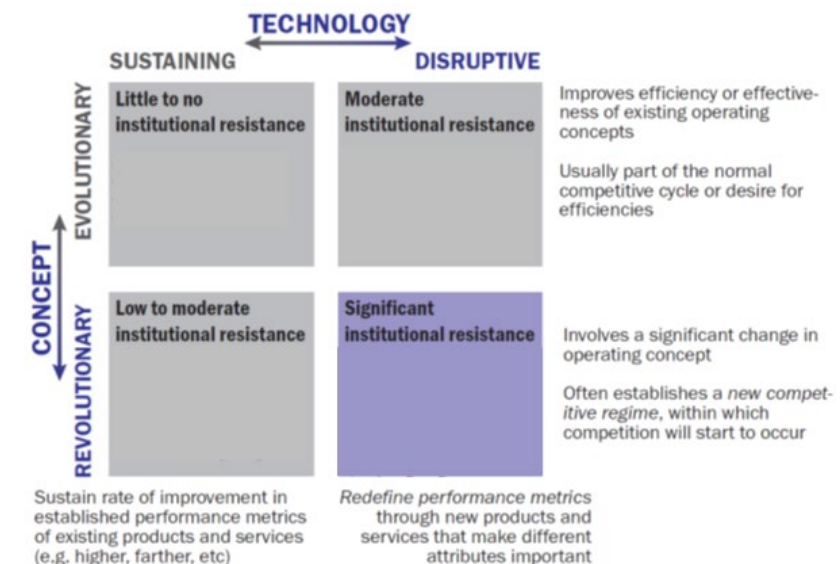 TECHNOLOGY
SUSTAINING
DISRUPTIVE
EVOLUTIONARY
Little to no
institutional resistance
Moderate
institutional resistance
Improves efficiency or effective-
ness of existing operating
concepts
Usually part of the normal
competitive cycle or desire for
efficiencies
CONCEPT
REVOLUTIONARY
Low to moderate
institutional resistance
Significant
institutional resistance
Involves a significant change in
operating concept
Often establishes a new compet-
itive regime, within which
competition will start to occur
Sustain rate of improvement in
established performance metrics
of existing products and services
(e.g. higher, farther, etc)
Redefine performance metrics
through new products and
services that make different
attributes important